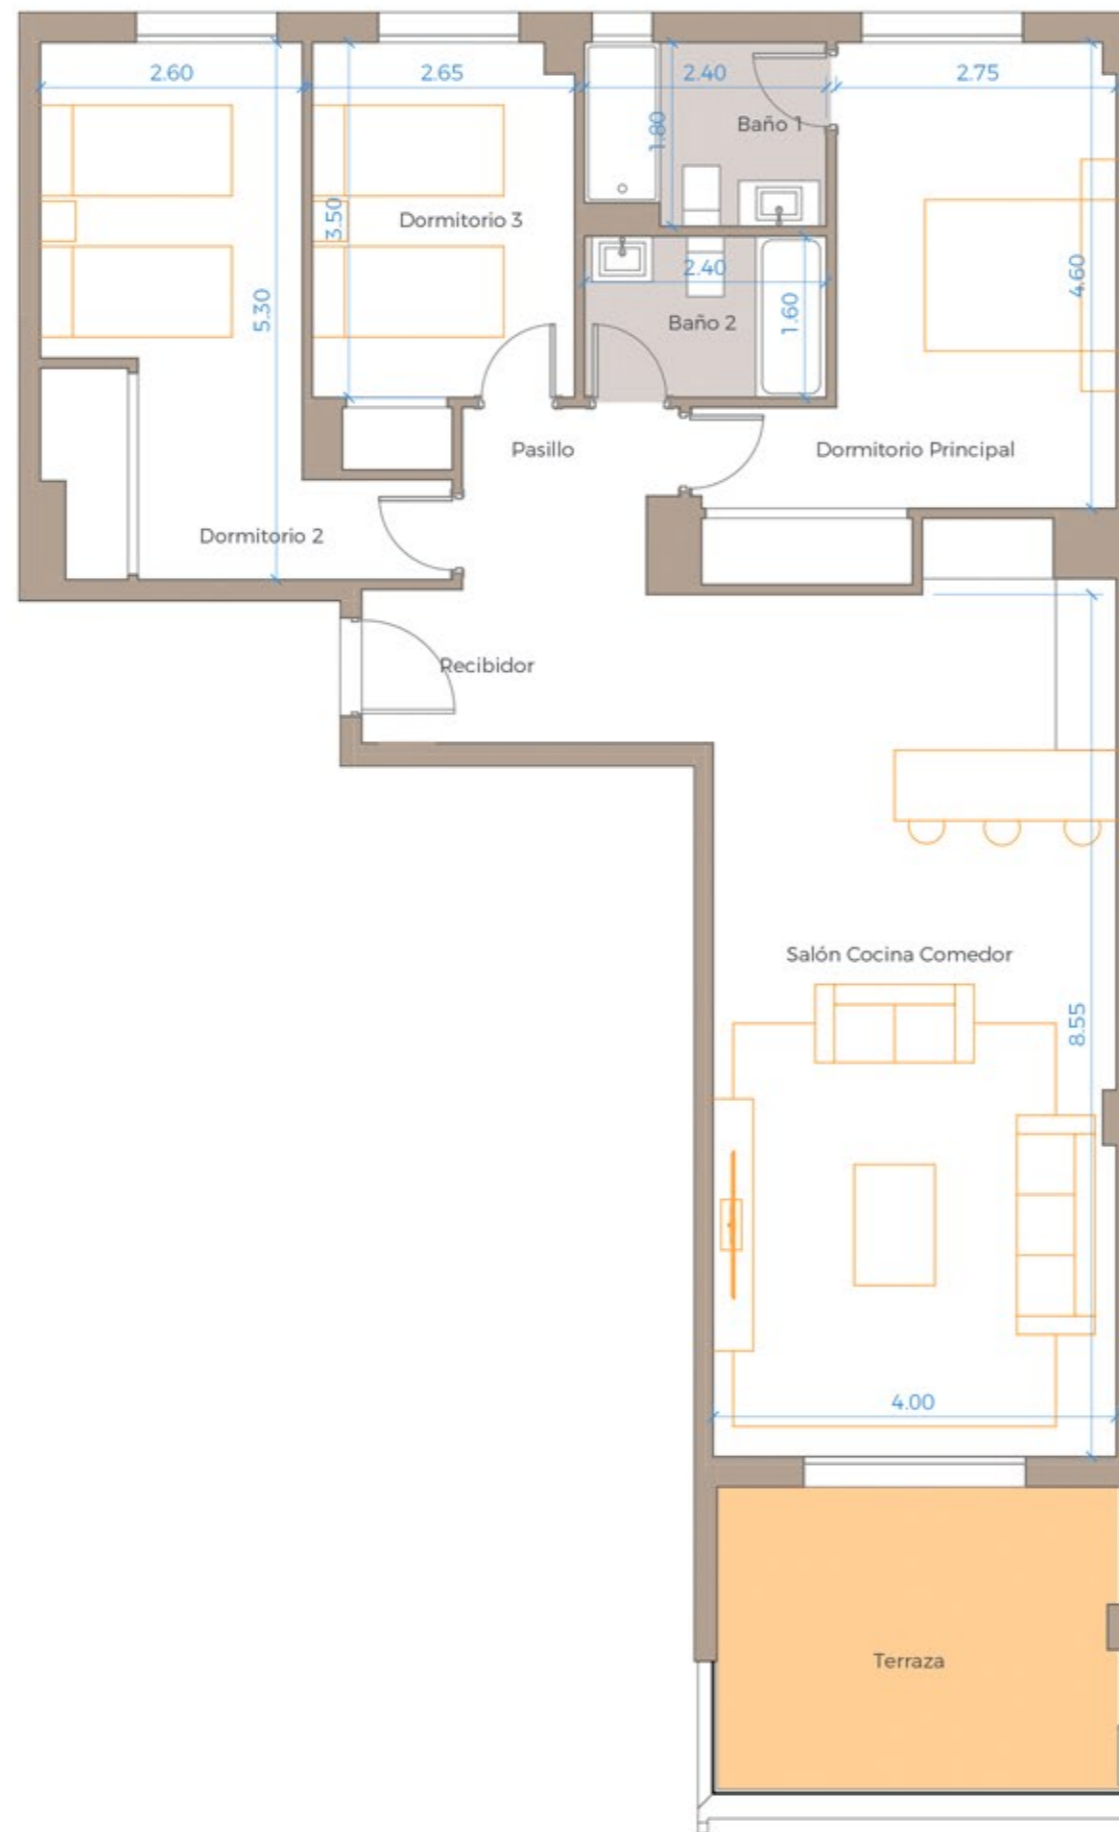 2.60
2.65
2.40
2.75
1.80
Baño 1
3.50
Dormitorio 3
5.30
2.40
4.60
Baño 2
1.60
Pasillo
Dormitorio Principal
Dormitorio 2
Recibidor
Salón Cocina Comedor
8.55
4.00
Terraza